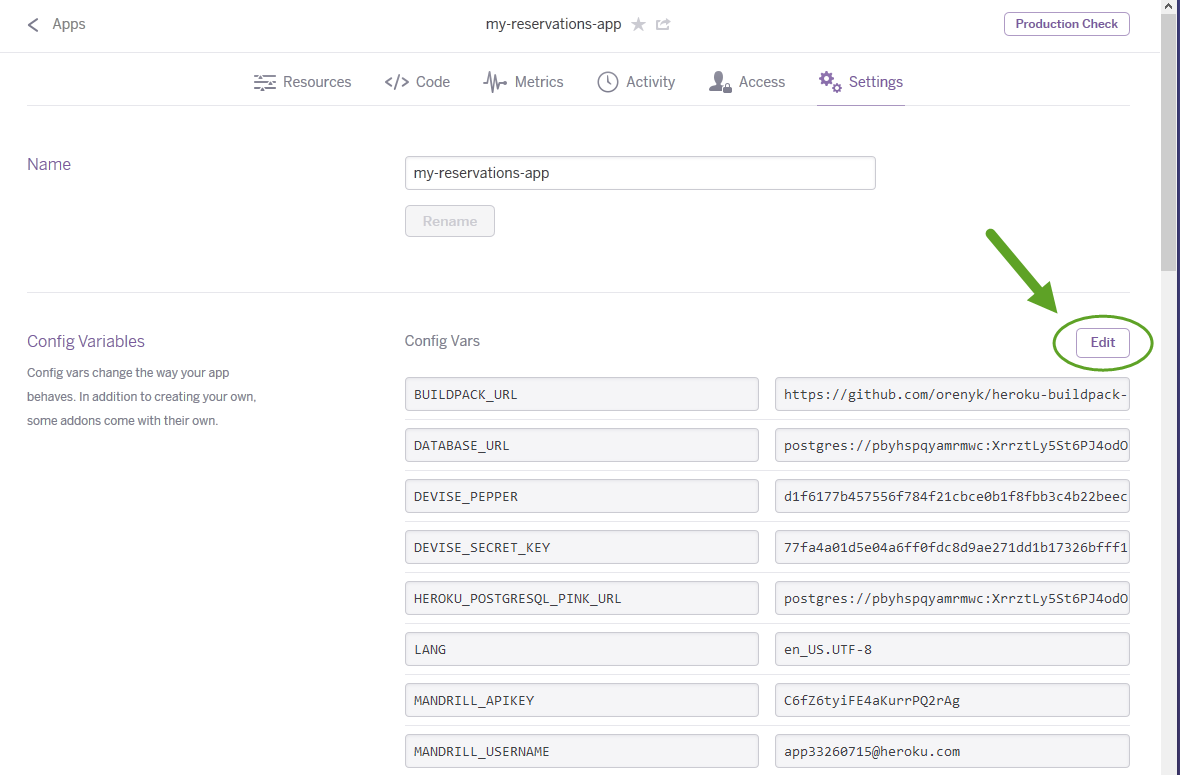 Apps
my-reservations-app
Production Check
Resources
</> Code
Metrics
Activity
Access
Settings
Name
my-reservations-app
Rename
Config Variables
Config vars change the way your app
behaves. In addition to creating your own,
some addons come with their own.
Config Vars
Edit
BUILDPACK_URL
https://github.com/orenyk/heroku-buildpack-
DATABASE_URL
postgres://pbyhspqyamrmwc:XrrztLy5St6PJ4odO
DEVISE_PEPPER
d1f6177b457556f784f21cbce0b1f8fbb3c4b22beec
DEVISE_SECRET_KEY
77fa4a01d5e04a6ff0fdc8d9ae271dd1b17326bfff1
HEROKU_POSTGRESQL_PINK_URL
postgres://pbyhspqyamrmwc:XrrztLy5St6PJ4odO
LANG
en_US.UTF-8
MANDRILL_APIKEY
C6fZ6tyiFE4aKurrPQ2rAg
MANDRILL_USERNAME
app33260715@heroku.com